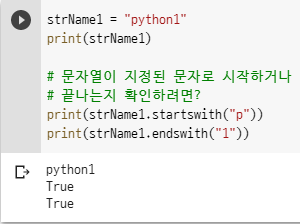 strName1 = "python1"
print(strName1)
# 문자열이 지정된 문자로 시작하거나
# 끝나는지 확인하려면?
print(strName1.startswith("p"))
print(strName1.endswith("1"))
python1
True
True